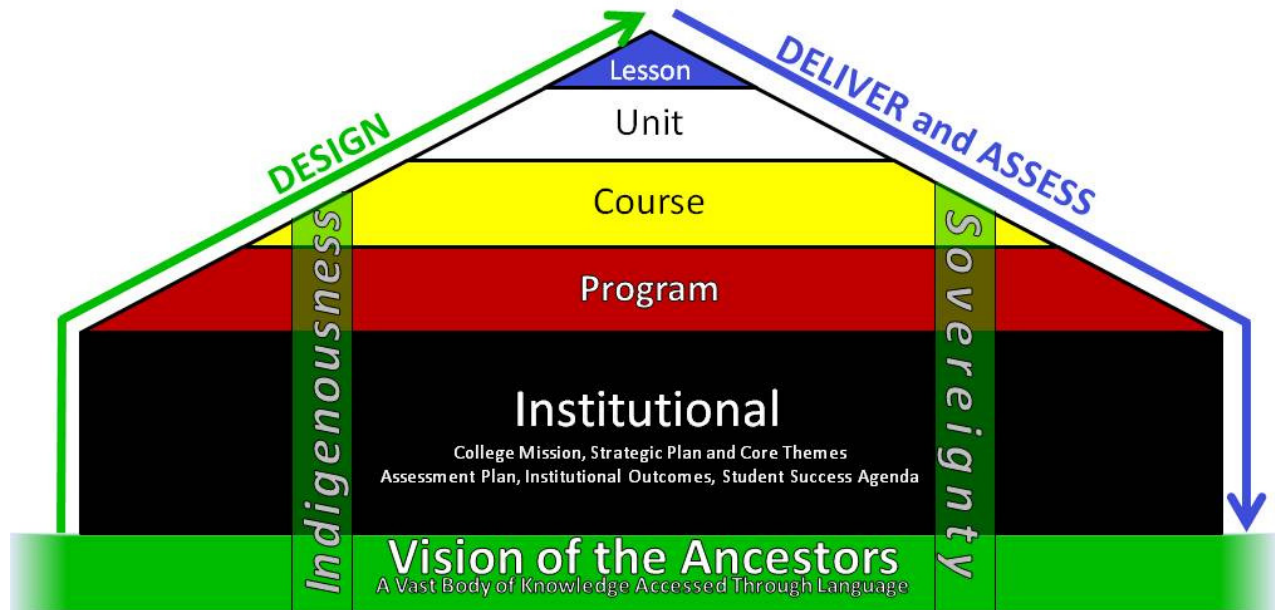 DESIGN
DELIVER and ASSESS
Lesson
Unit
Course
Program
Indigenousness
Sovereignty
Institutional
College Mission, Strategic Plan and Core Themes
Assessment Plan, Institutional Outcomes, Student Success Agenda
Vision of the Ancestors
A Vast Body of Knowledge Accessed Through Language